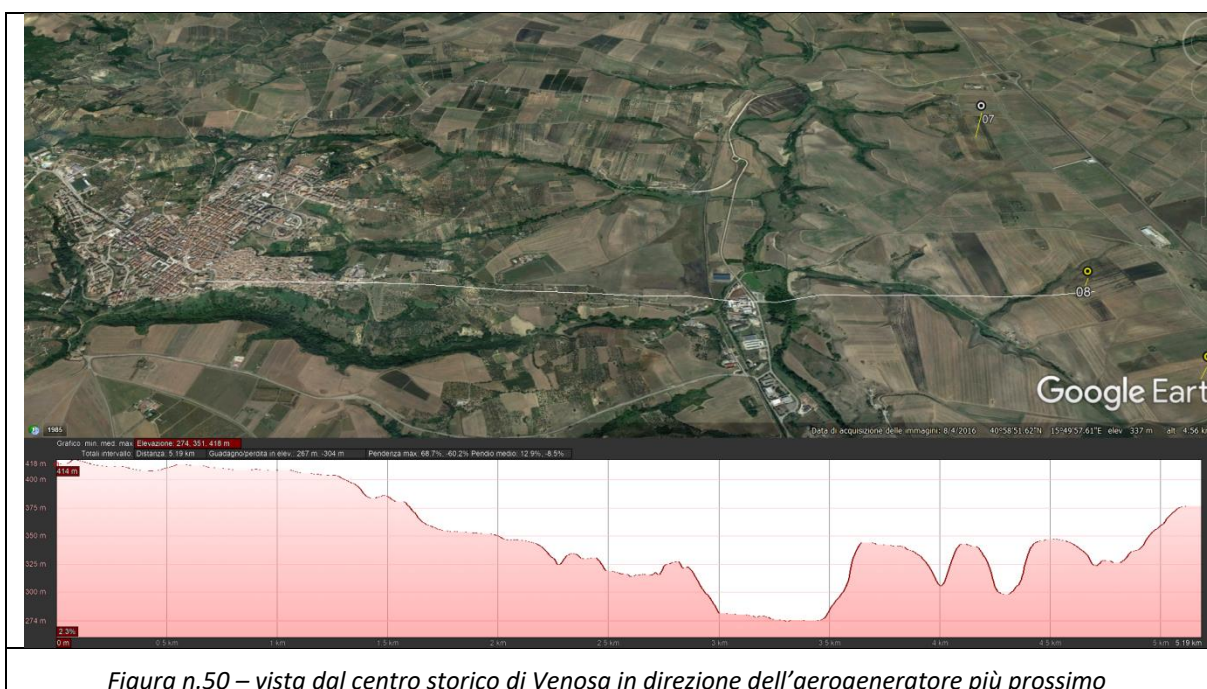 07
08-
Google Eart
1985
Data di acquisizione delle immagini: 8/4/2016 40°58'51.62"N 15°49'57.61"E elev 337 m alt 4.56 km
Grafico min, med, max Elevazione: 274, 351, 418 m
Totali intervallo: Distanza: 5.19 km Guadagno/perdita in elev.: 267 m, -304 m Pendenza max: 68.7%, -60.2% Pendio medio: 12.9%, -8.5%
418 m
414 m
400 m
375 m
350 m
325 m
300 m
274 m
2.3%
0 m 0.5 km 1 km 1.5 km 2 km 2.5 km 3 km 3.5 km 4 km 4.5 km 5 km 5.19 km
Figura n.50 – vista dal centro storico di Venosa in direzione dell'aerogeneratore più prossimo